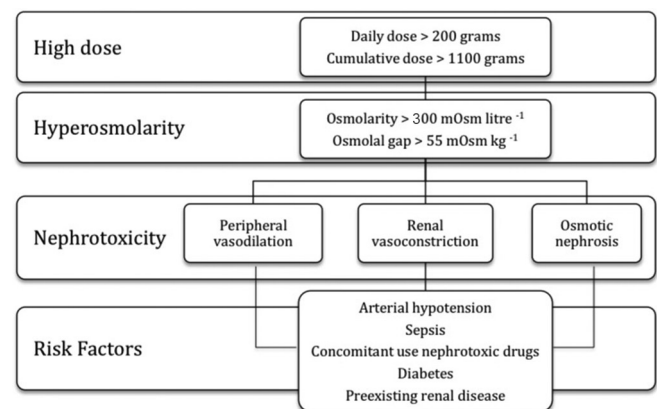 High dose
Daily dose > 200 grams
Cumulative dose > 1100 grams
Hyperosmolarity
Osmolarity > 300 mOsm litre ⁻¹
Osmolal gap > 55 mOsm kg ⁻¹
Nephrotoxicity
Peripheral
vasodilation
Renal
vasoconstriction
Osmotic
nephrosis
Risk Factors
Arterial hypotension
Sepsis
Concomitant use nephrotoxic drugs
Diabetes
Preexisting renal disease